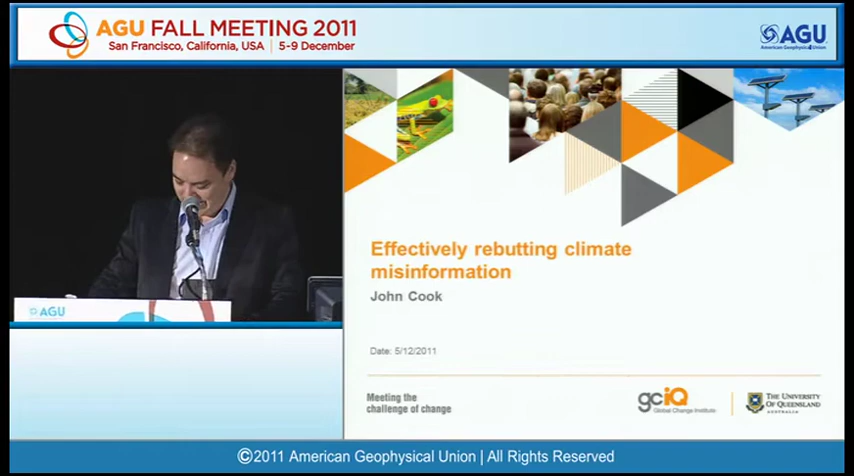 AGU FALL MEETING 2011
San Francisco, California, USA | 5-9 December
AGU
American Geophysical Union
Effectively rebutting climate
misinformation
John Cook
Date: 5/12/2011
Meeting the
challenge of change
gciQ
Global Change Institute
THE UNIVERSITY
OF QUEENSLAND
AUSTRALIA
AGU
©2011 American Geophysical Union | All Rights Reserved